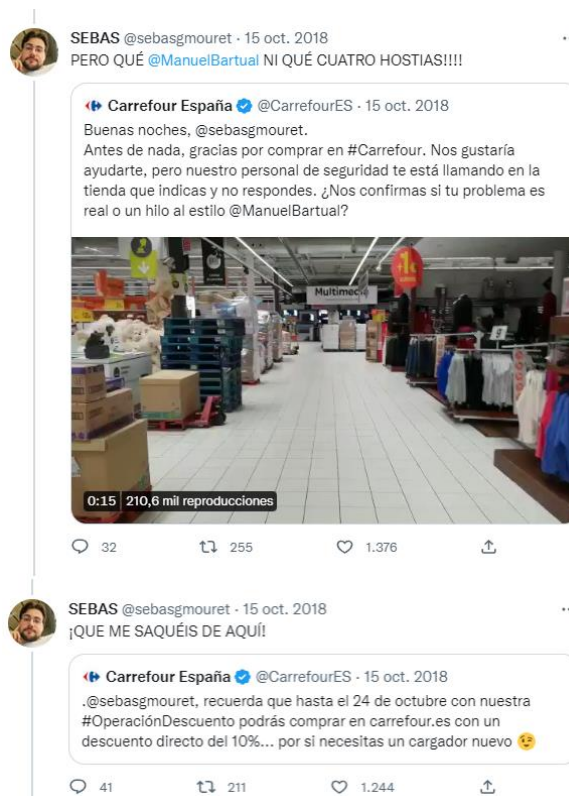 SEBAS @sebasgmouret · 15 oct. 2018
PERO QUÉ @ManuelBartual NI QUÉ CUATRO HOSTIAS!!!!
Carrefour España @CarrefourES · 15 oct. 2018
Buenas noches, @sebasgmouret.
Antes de nada, gracias por comprar en #Carrefour. Nos gustaría
ayudarte, pero nuestro personal de seguridad te está llamando en la
tienda que indicas y no respondes. ¿Nos confirmas si tu problema es
real o un hilo al estilo @ManuelBartual?
Multimedia
1€
0:15 210,6 mil reproducciones
32 255 1.376
SEBAS @sebasgmouret · 15 oct. 2018
¡QUE ME SAQUÉIS DE AQUÍ!
Carrefour España @CarrefourES · 15 oct. 2018
.@sebasgmouret, recuerda que hasta el 24 de octubre con nuestra
#OperaciónDescuento podrás comprar en carrefour.es con un
descuento directo del 10%... por si necesitas un cargador nuevo 😉
41 211 1.244